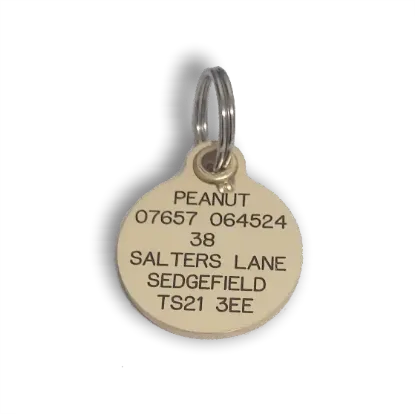 PEANUT
07657 064524
38
SALTERS LANE
SEDGEFIELD
TS21 3EE